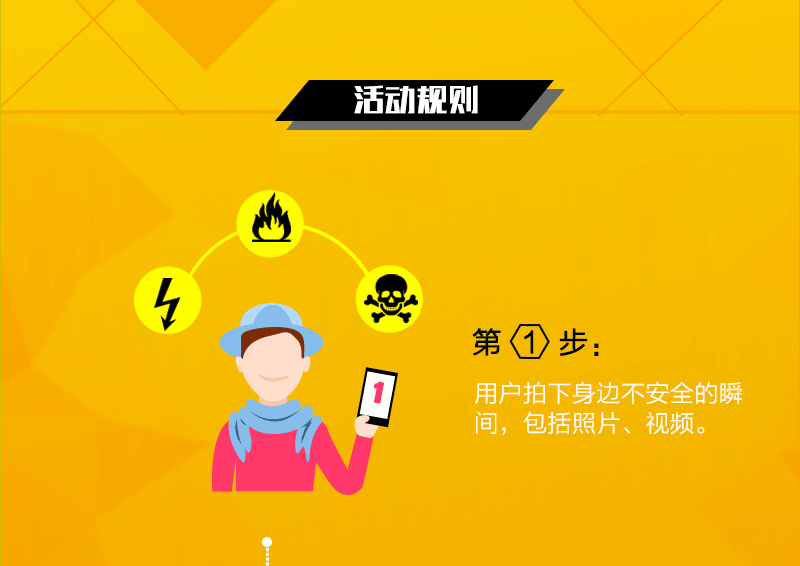 活动规则
第1步：
1
用户拍下身边不安全的瞬
间，包括照片、视频。